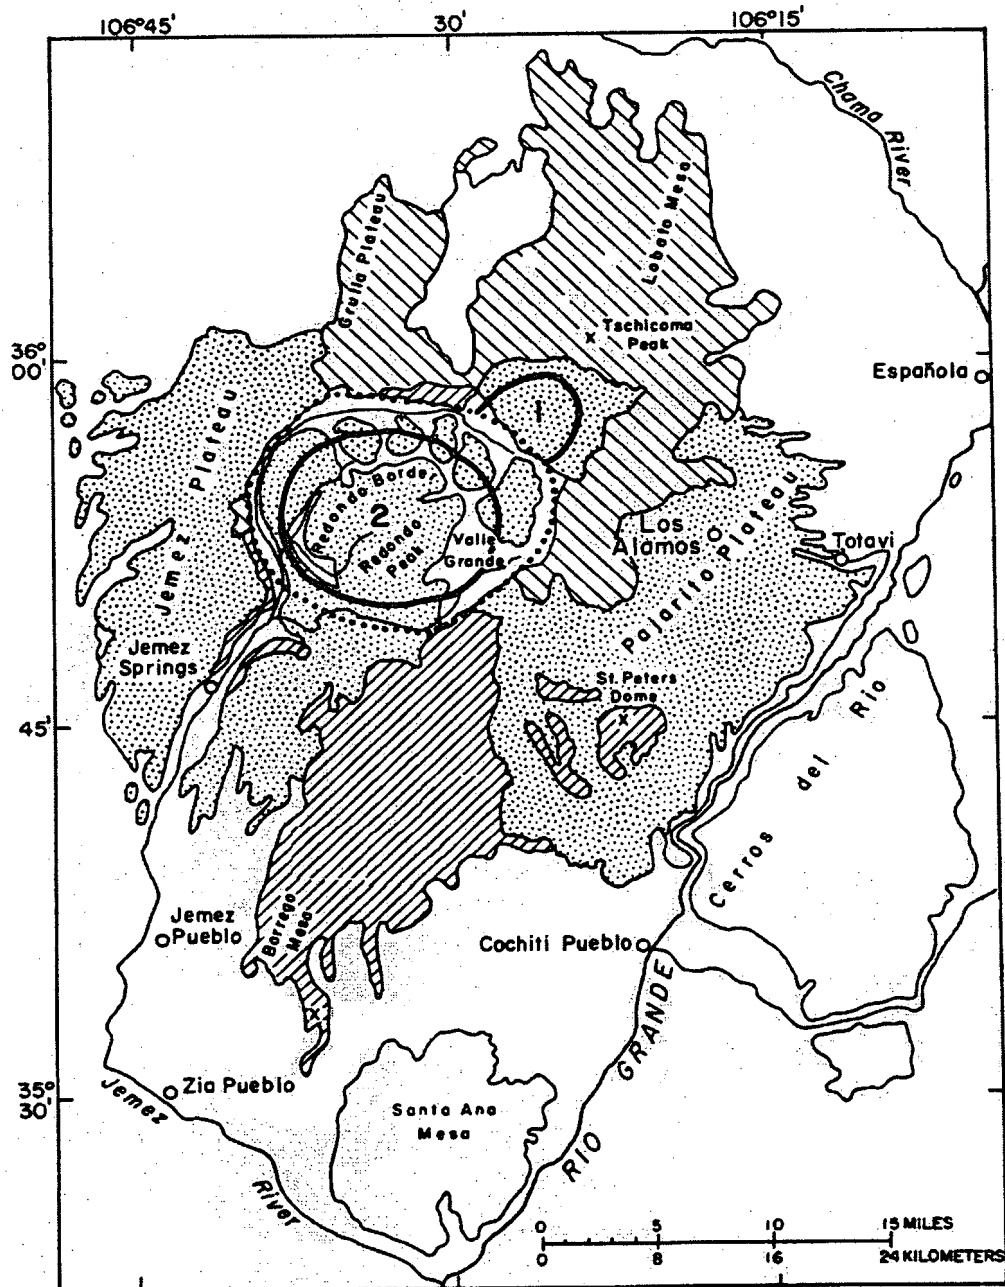 106°45'
30'
106°15'
Chama River
Lobato Mesa
Grulla Plateau
Tschicoma
Peak
36°
00'
Española
1
Jemez Plateau
Redondo Border
2
Redondo
Peak
Valle
Grande
Los
Alamos
Pajarito Plateau
Totavi
Jemez
Springs
St. Peters
Dome
45'
Cerros del Rio
Jemez
Pueblo
Borrego
Mesa
Cochiti Pueblo
RIO GRANDE
Zia Pueblo
35°
30'
Jemez River
Santa Ana
Mesa
0 5 10 15 MILES
0 8 16 24 KILOMETERS